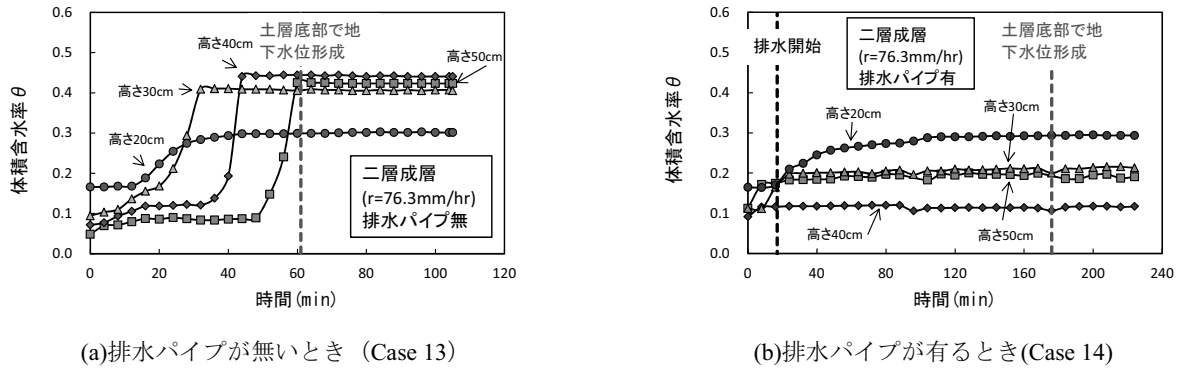 0.6
0.5
0.4
0.3
0.2
0.1
0.0
体積含水率θ
高さ40cm
土層底部で地
下水位形成
高さ50cm
高さ30cm
高さ20cm
二層成層
(r=76.3mm/hr)
排水パイプ無
0 20 40 60 80 100 120
時間(min)
(a)排水パイプが無いとき（Case 13）
0.6
0.5
0.4
0.3
0.2
0.1
0.0
体積含水率θ
排水開始
二層成層
(r=76.3mm/hr)
排水パイプ有
土層底部で地
下水位形成
高さ20cm
高さ30cm
高さ40cm
高さ50cm
0 40 80 120 160 200 240
時間(min)
(b)排水パイプが有るとき(Case 14)